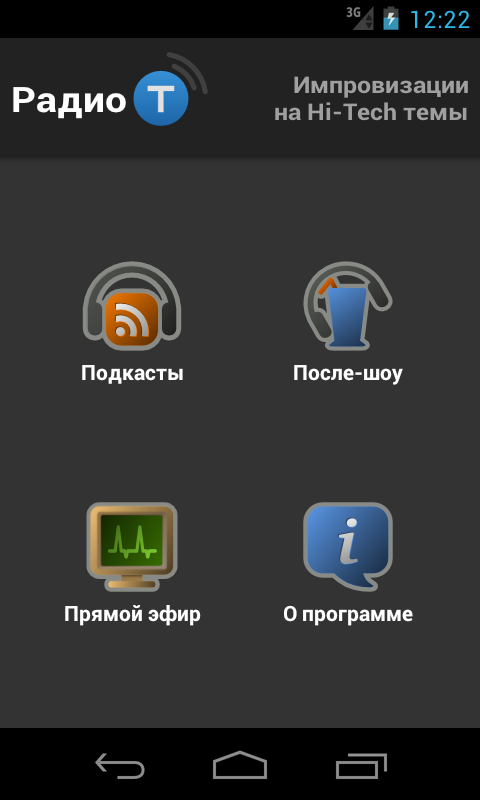 3G 12:22
Радио Т
Импровизации
на Hi-Tech темы
Подкасты
После-шоу
Прямой эфир
i
О программе